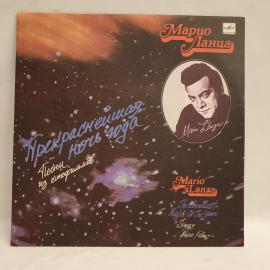 Марио
Ланца
Прекраснейшая
ночь года
Песни
из кинофильмов
Mario Lanza
Mario
Lanza
The Loveliest
Night Of The Year
Songs
from Films